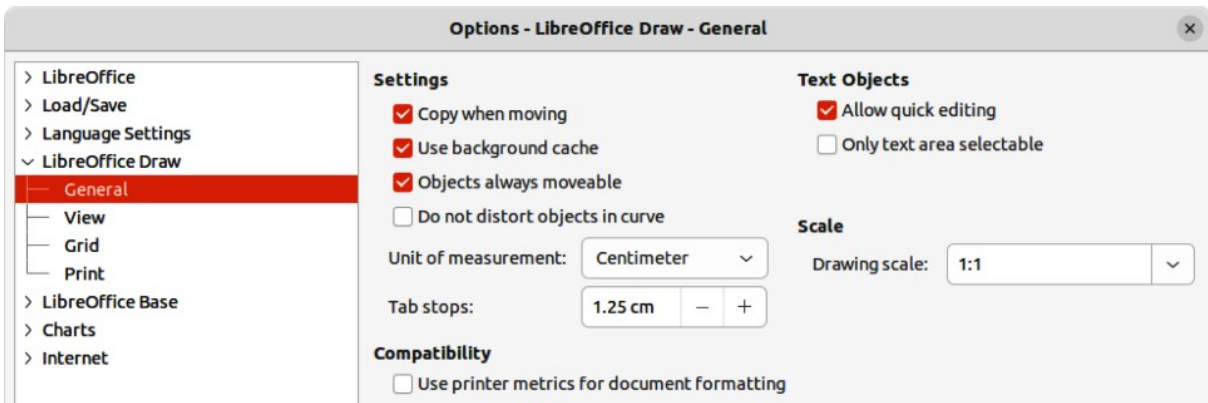 Options - LibreOffice Draw - General
LibreOffice
Load/Save
Language Settings
LibreOffice Draw
General
View
Grid
Print
LibreOffice Base
Charts
Internet
Settings
Copy when moving
Use background cache
Objects always moveable
Do not distort objects in curve
Unit of measurement: Centimeter
Tab stops: 1.25 cm
Compatibility
Use printer metrics for document formatting
Text Objects
Allow quick editing
Only text area selectable
Scale
Drawing scale: 1:1